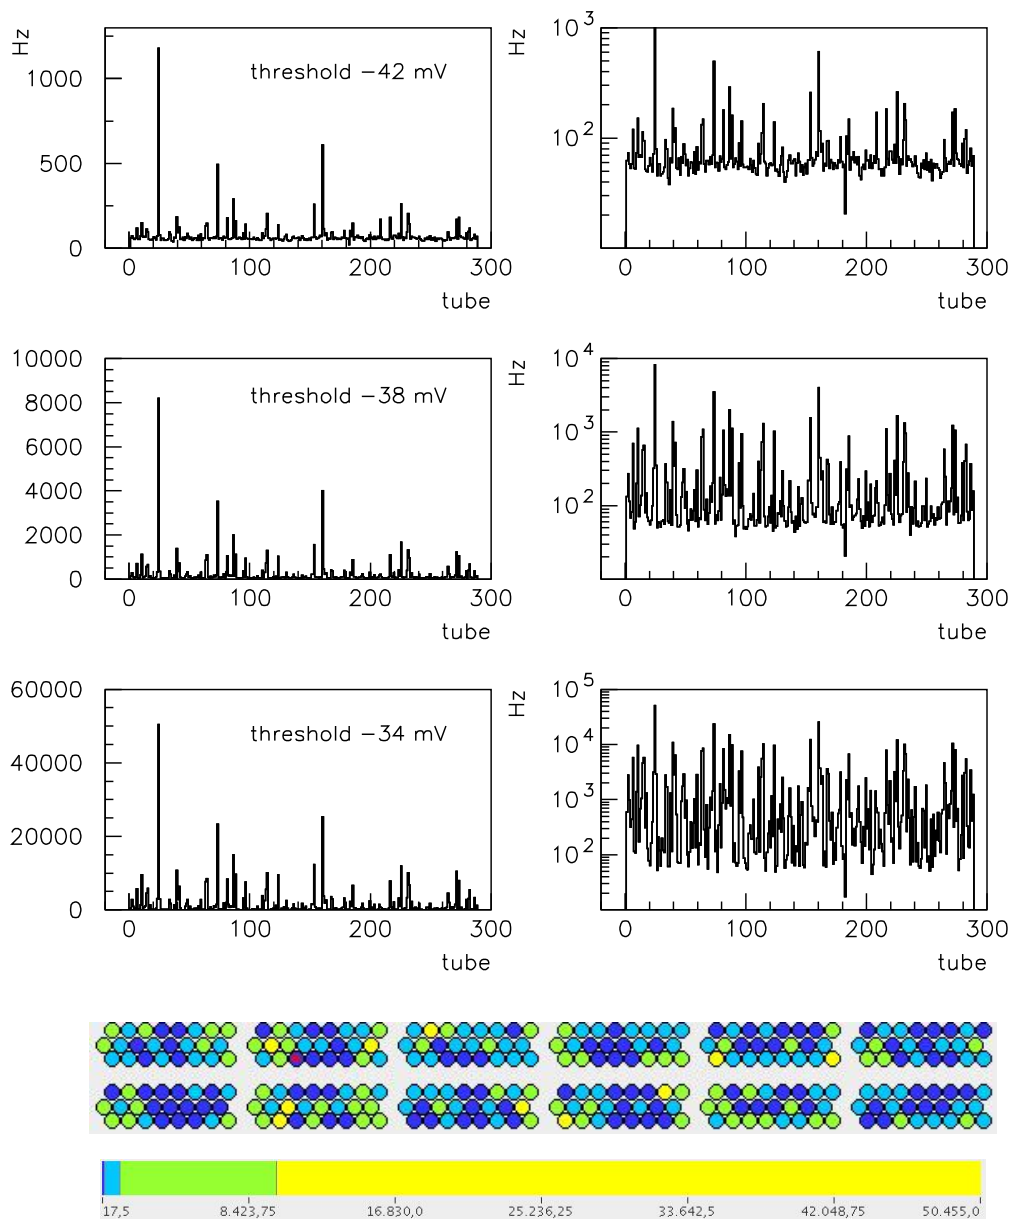 Hz
threshold −42 mV
1000
500
0
0 100 200 300
tube
Hz
10^3
10^2
0 100 200 300
tube
threshold −38 mV
10000
8000
6000
4000
2000
0
0 100 200 300
tube
Hz
10^4
10^3
10^2
0 100 200 300
tube
threshold −34 mV
60000
40000
20000
0
0 100 200 300
tube
Hz
10^5
10^4
10^3
10^2
0 100 200 300
tube
17,5 8.423,75 16.830,0 25.236,25 33.642,5 42.048,75 50.455,0